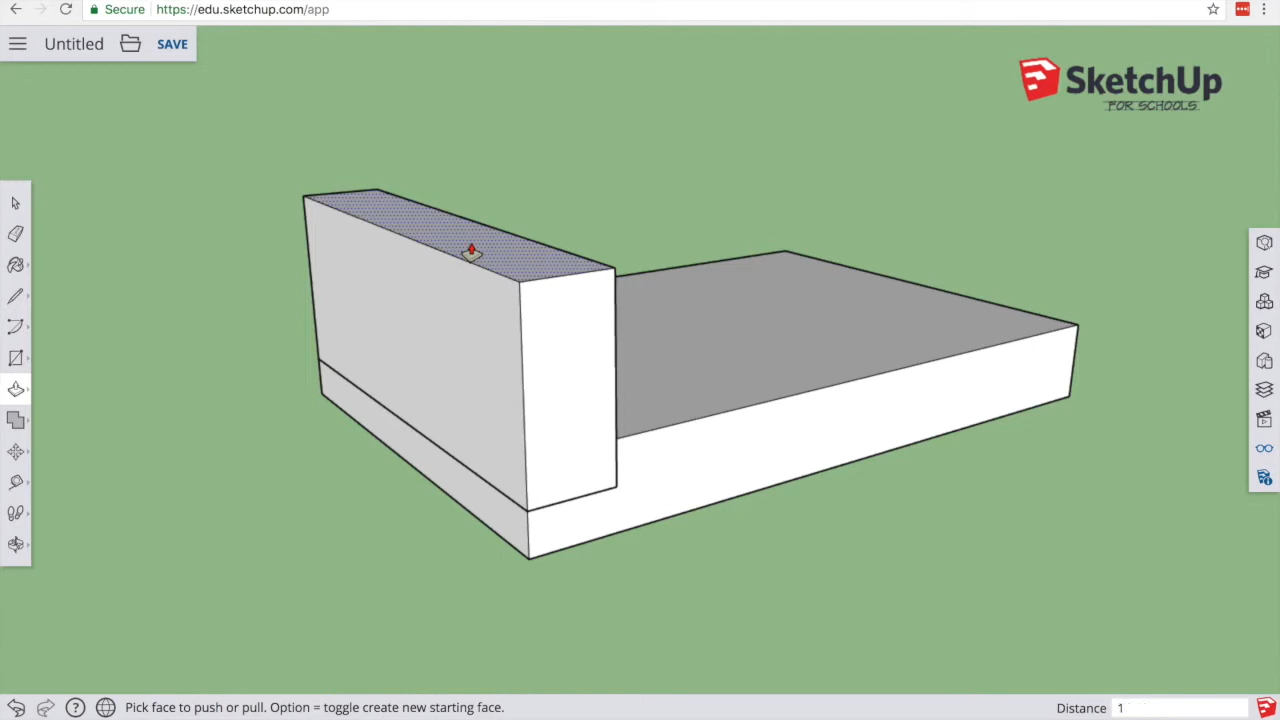 Secure https://edu.sketchup.com/app
Untitled SAVE
SketchUp
FOR SCHOOLS
Pick face to push or pull. Option = toggle create new starting face.
Distance 1